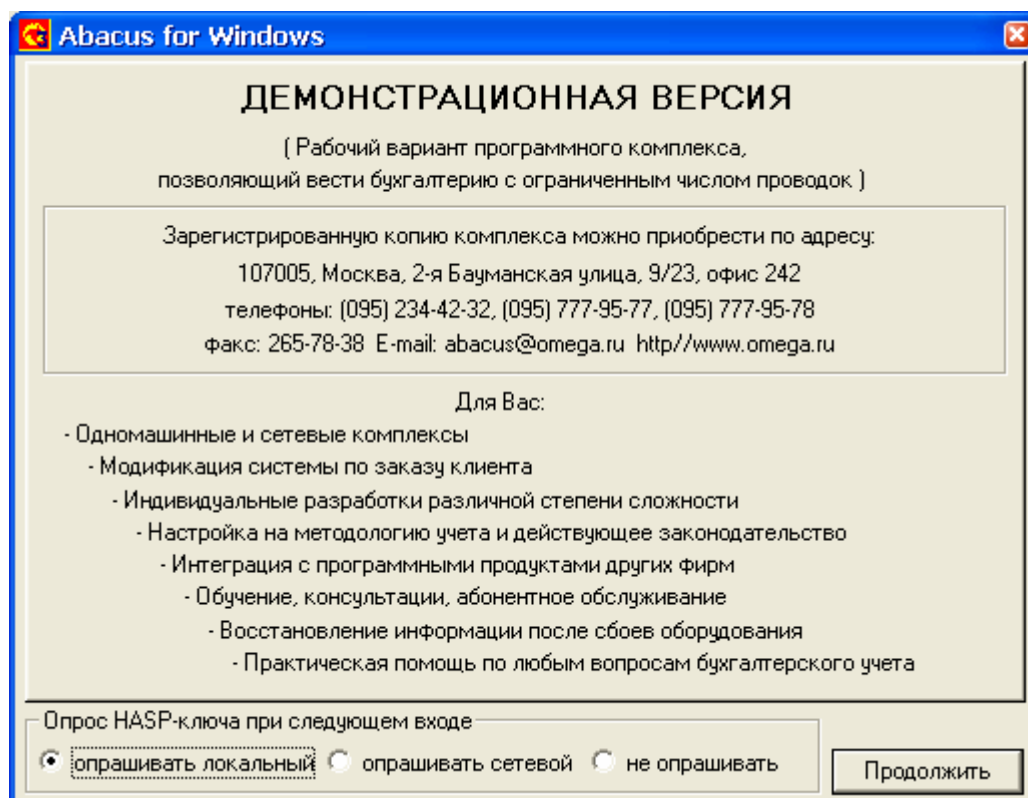 Abacus for Windows
ДЕМОНСТРАЦИОННАЯ ВЕРСИЯ
( Рабочий вариант программного комплекса,
позволяющий вести бухгалтерию с ограниченным числом проводок )
Зарегистрированную копию комплекса можно приобрести по адресу:
107005, Москва, 2-я Бауманская улица, 9/23, офис 242
телефоны: (095) 234-42-32, (095) 777-95-77, (095) 777-95-78
факс: 265-78-38 E-mail: abacus@omega.ru http//www.omega.ru
Для Вас:
- Одномашинные и сетевые комплексы
- Модификация системы по заказу клиента
- Индивидуальные разработки различной степени сложности
- Настройка на методологию учета и действующее законодательство
- Интеграция с программными продуктами других фирм
- Обучение, консультации, абонентное обслуживание
- Восстановление информации после сбоев оборудования
- Практическая помощь по любым вопросам бухгалтерского учета
Опрос HASP-ключа при следующем входе
опрашивать локальный опрашивать сетевой не опрашивать
Продолжить